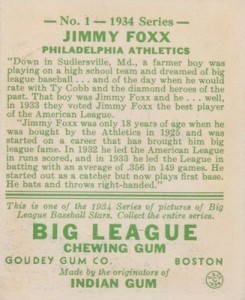 — No. 1 — 1934 Series —
JIMMY FOXX
PHILADELPHIA ATHLETICS
"Down in Sudlersville, Md., a farmer boy was
playing on a high school team and dreamed of big
league baseball . . . and of the day and time
when he'd play with Ty Cobb and the diamond heroes of the
past. That boy was Jimmy Foxx and he . . . well,
in 1933 they voted Jimmy Foxx the best player
of the American League.
"Jimmy Foxx was only 18 years of age when he
was bought by the Athletics in 1925 and was
started on a career that has brought him big
league fame. In 1932 he led the American League
in home runs, and in 1933 he led the League in
batting with an average of .356 in 149 games. He
started out as a catcher but now plays first base.
He bats and throws right-handed."
This is one of the 1934 Series of pictures of Big
League Baseball Stars. Collect the entire series.
BIG LEAGUE
CHEWING GUM
GOUDEY GUM CO. BOSTON
Made by the originators of
INDIAN GUM